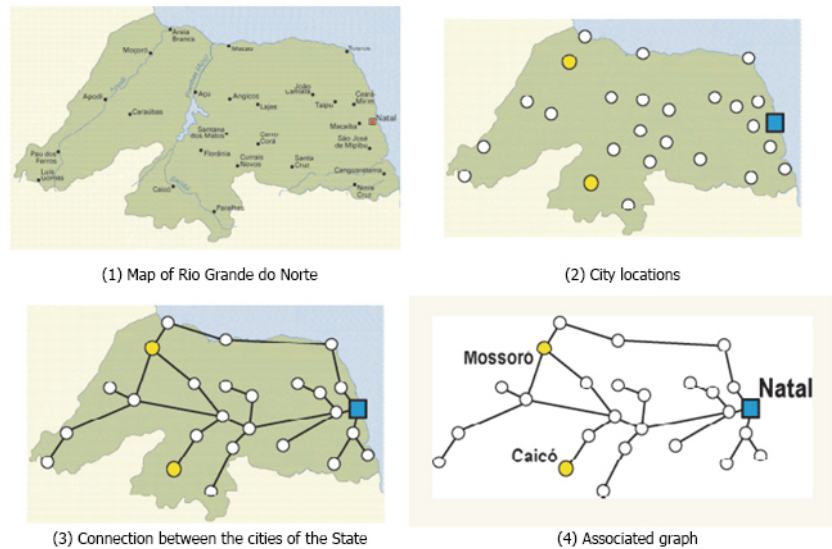 Areia
Branca
Moçoró
Macau
Apodi
Açu
Angicos
Lajes
João
Câmara
Taipu
Ceará-
Mirim
Caraúbas
Natal
Macaíba
São José
de Mipibu
Santana
dos Matos
Cerro
Corá
Florânia
Currais
Novos
Santa
Cruz
Pau dos
Ferros
Luís
Gomes
Caicó
Canguaretama
Nova
Cruz
Parelhas
(1) Map of Rio Grande do Norte
(2) City locations
Mossoró
Natal
Caicó
(3) Connection between the cities of the State
(4) Associated graph